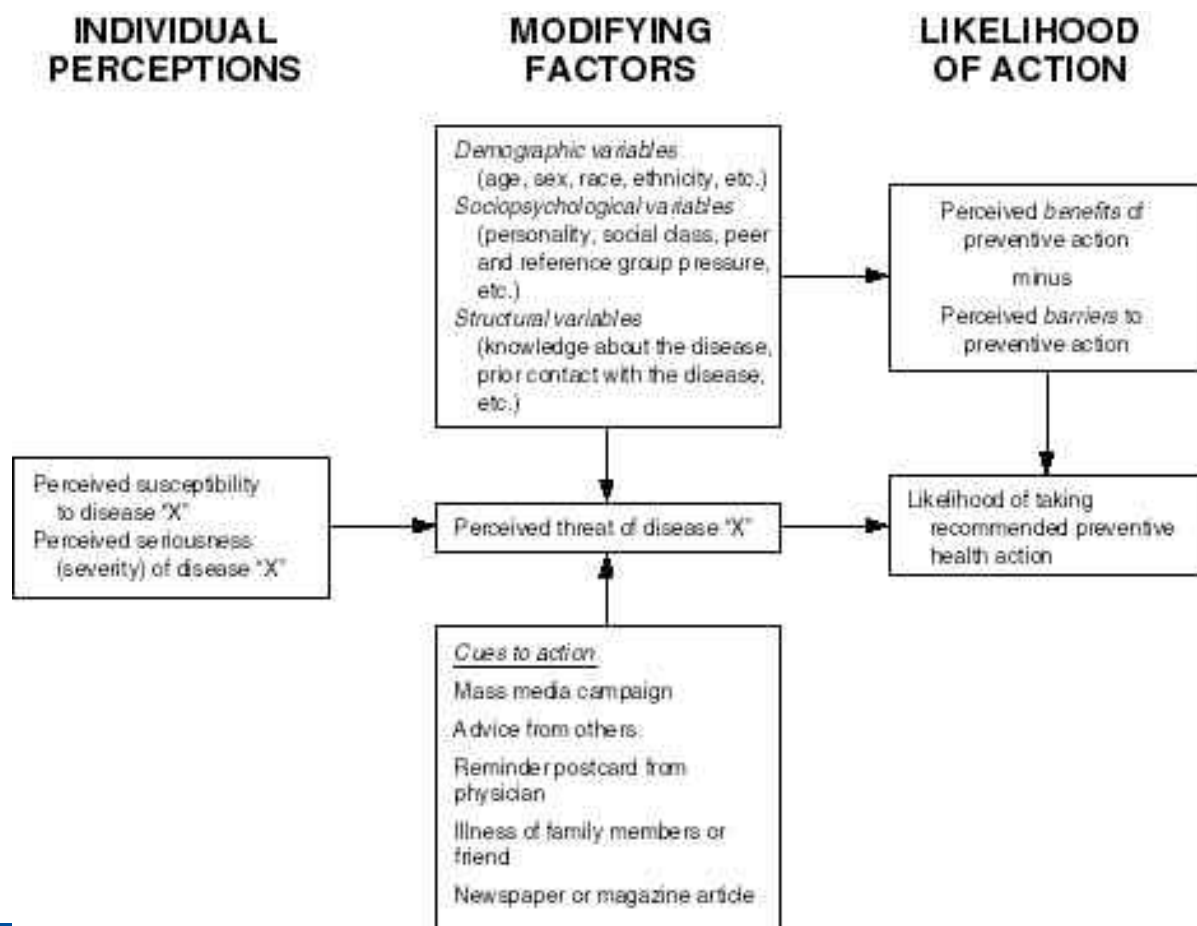 INDIVIDUAL
PERCEPTIONS
MODIFYING
FACTORS
LIKELIHOOD
OF ACTION
Demographic variables
(age, sex, race, ethnicity, etc.)
Sociopsychological variables
(personality, social class, peer
and reference group pressure,
etc.)
Structural variables
(knowledge about the disease,
prior contact with the disease,
etc.)
Perceived benefits of
preventive action
minus
Perceived barriers to
preventive action
Perceived susceptibility
to disease "X"
Perceived seriousness
(severity) of disease "X"
Perceived threat of disease "X"
Likelihood of taking
recommended preventive
health action
Cues to action
Mass media campaign
Advice from others
Reminder postcard from
physician
Illness of family members or
friend
Newspaper or magazine article